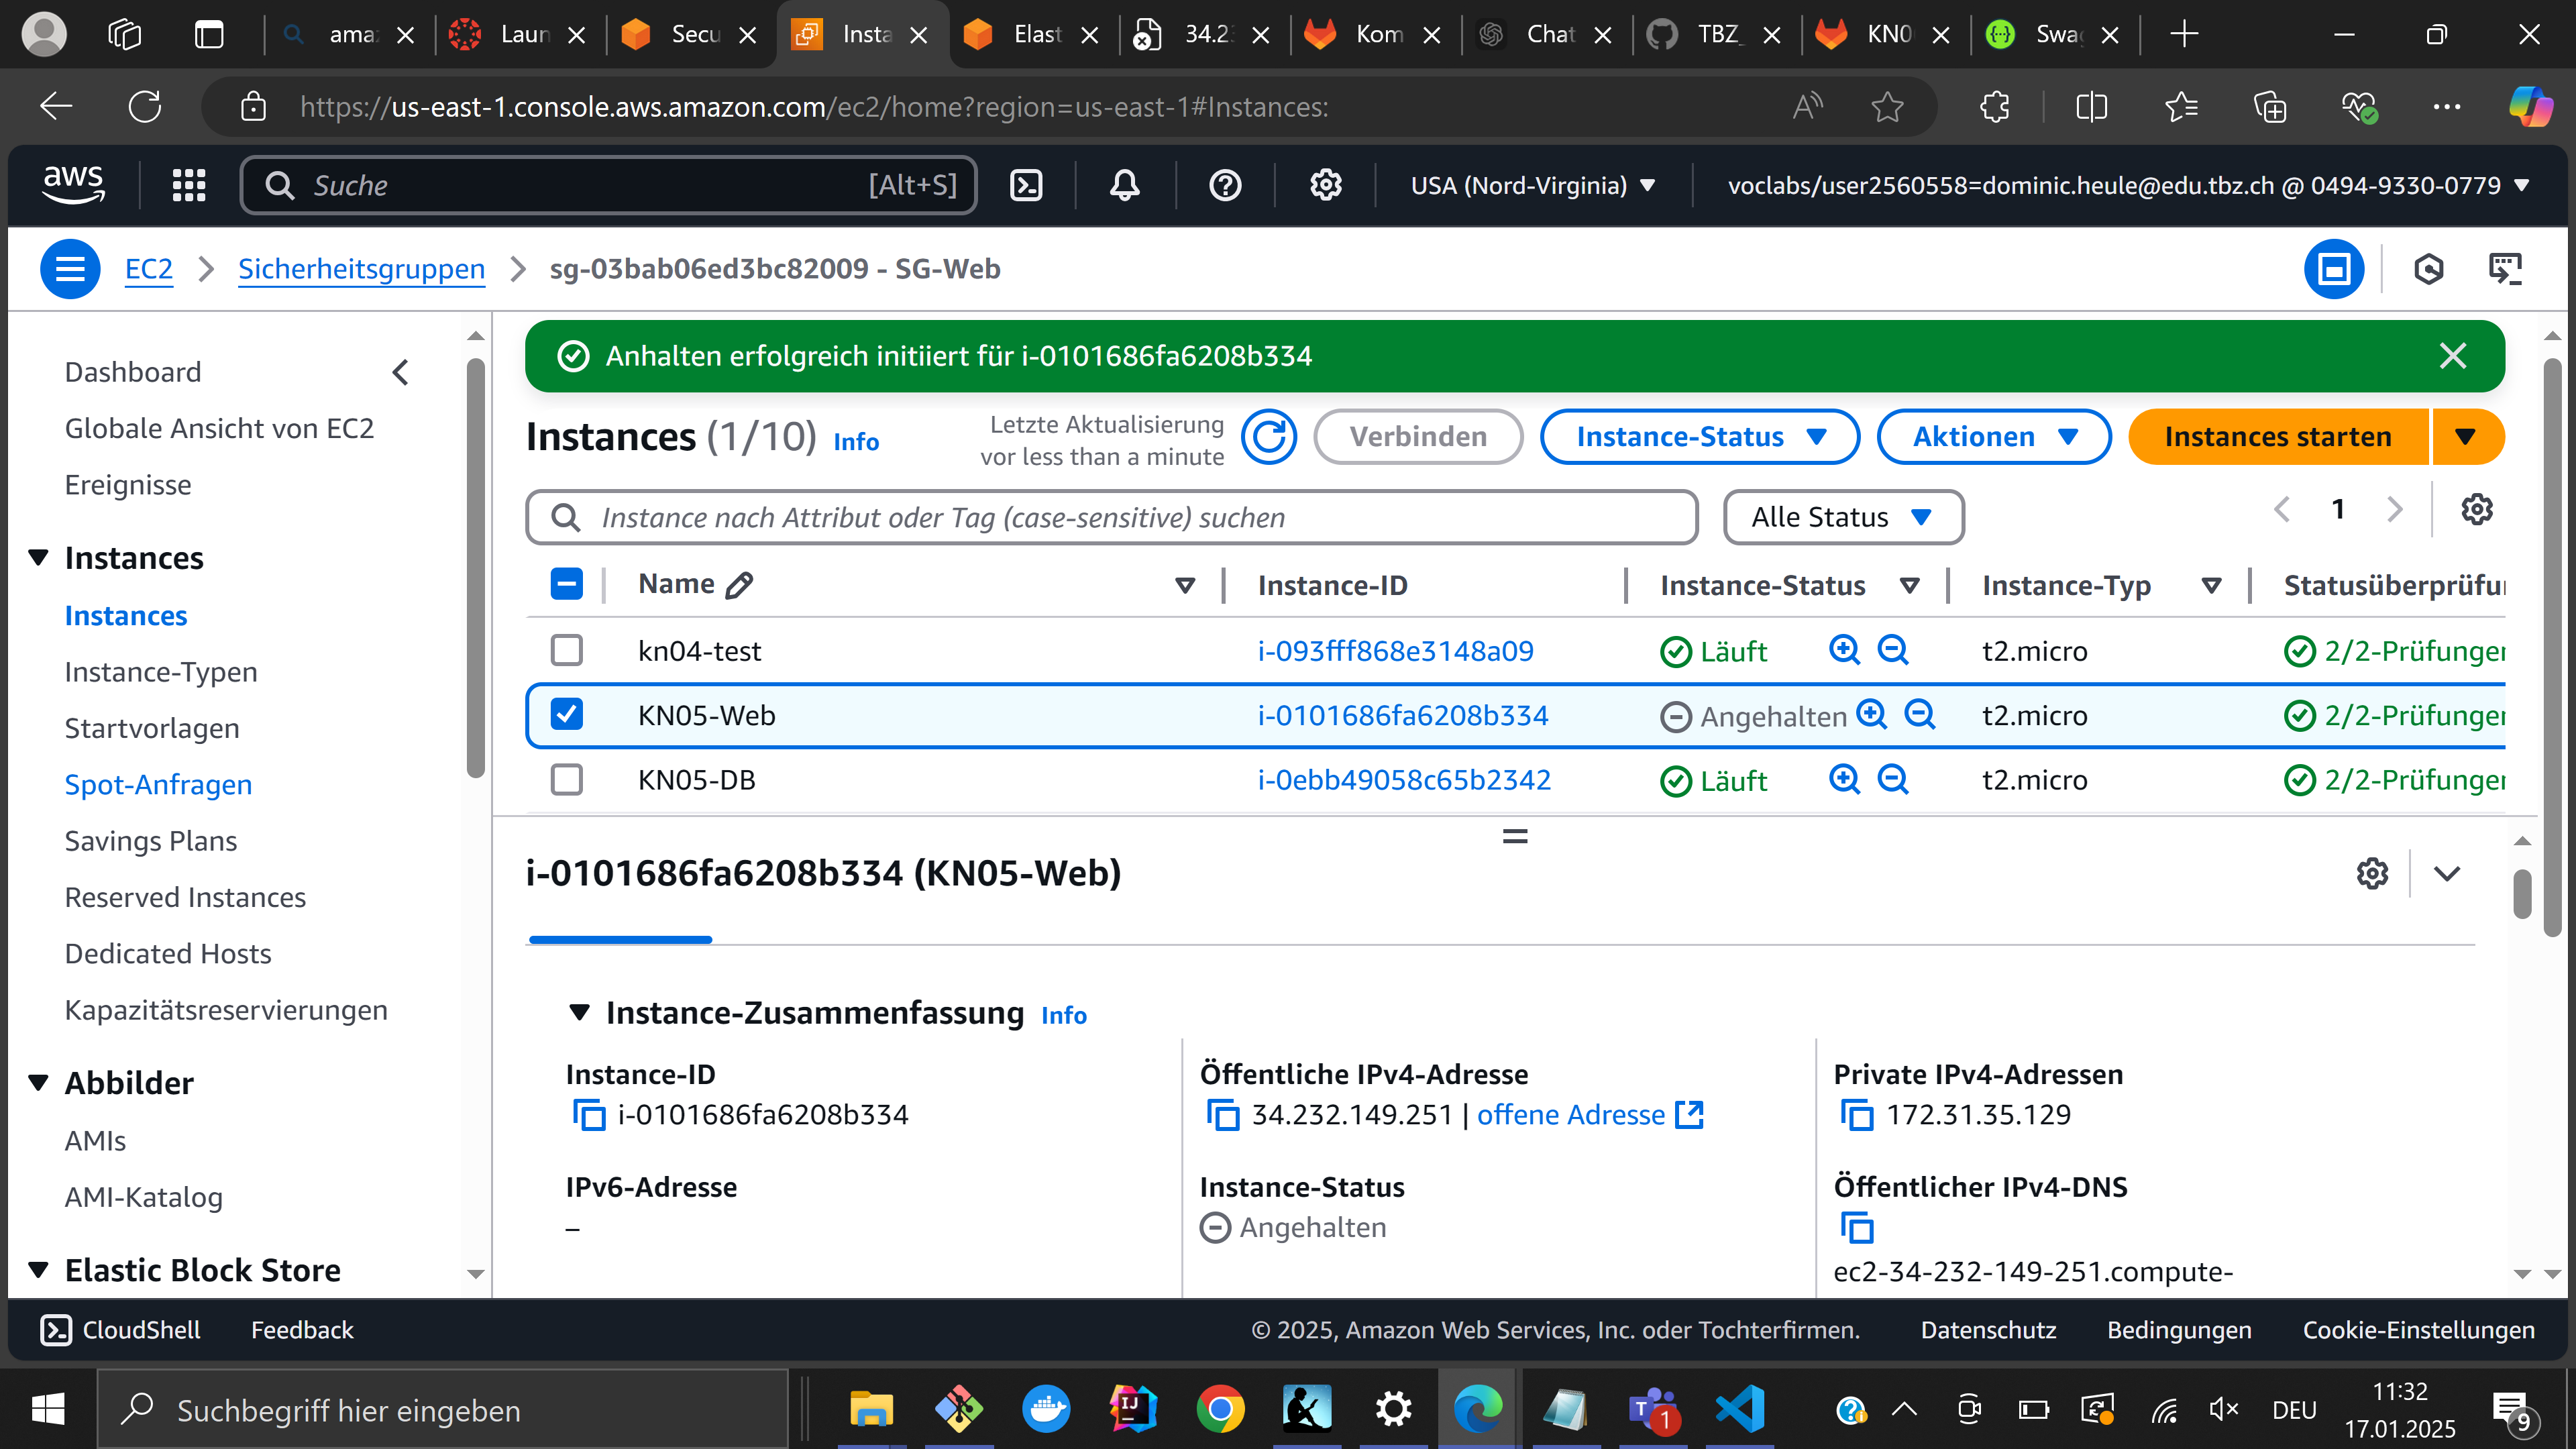 ama
Laun
Secu
Insta
Elast
34.23
Kom
Chat
TBZ_
KN0
Swa
https://us-east-1.console.aws.amazon.com/ec2/home?region=us-east-1#Instances:
aws
Suche
[Alt+S]
USA (Nord-Virginia)
voclabs/user2560558=dominic.heule@edu.tbz.ch @ 0494-9330-0779
EC2
Sicherheitsgruppen
sg-03bab06ed3bc82009 - SG-Web
Dashboard
Globale Ansicht von EC2
Ereignisse
Instances
Instances
Instance-Typen
Startvorlagen
Spot-Anfragen
Savings Plans
Reserved Instances
Dedicated Hosts
Kapazitätsreservierungen
Abbilder
AMIs
AMI-Katalog
Elastic Block Store
Anhalten erfolgreich initiiert für i-0101686fa6208b334
Instances (1/10) Info
Letzte Aktualisierung
vor less than a minute
Verbinden
Instance-Status
Aktionen
Instances starten
Instance nach Attribut oder Tag (case-sensitive) suchen
Alle Status
1
Name Instance-ID Instance-Status Instance-Typ Statusüberprüfu
kn04-test i-093fff868e3148a09 Läuft t2.micro 2/2-Prüfunge
KN05-Web i-0101686fa6208b334 Angehalten t2.micro 2/2-Prüfunge
KN05-DB i-0ebb49058c65b2342 Läuft t2.micro 2/2-Prüfunge
i-0101686fa6208b334 (KN05-Web)
Instance-Zusammenfassung Info
Instance-ID
i-0101686fa6208b334
Öffentliche IPv4-Adresse
34.232.149.251 | offene Adresse
Private IPv4-Adressen
172.31.35.129
IPv6-Adresse
–
Instance-Status
Angehalten
Öffentlicher IPv4-DNS
ec2-34-232-149-251.compute-
CloudShell
Feedback
© 2025, Amazon Web Services, Inc. oder Tochterfirmen.
Datenschutz
Bedingungen
Cookie-Einstellungen
Suchbegriff hier eingeben
IJ
T
1
DEU
11:32
17.01.2025
9